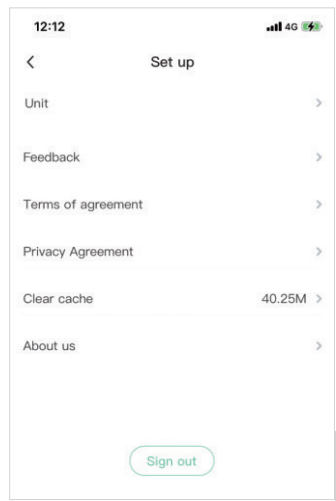 12:12
4G
Set up
Unit
Feedback
Terms of agreement
Privacy Agreement
Clear cache 40.25M
About us
Sign out